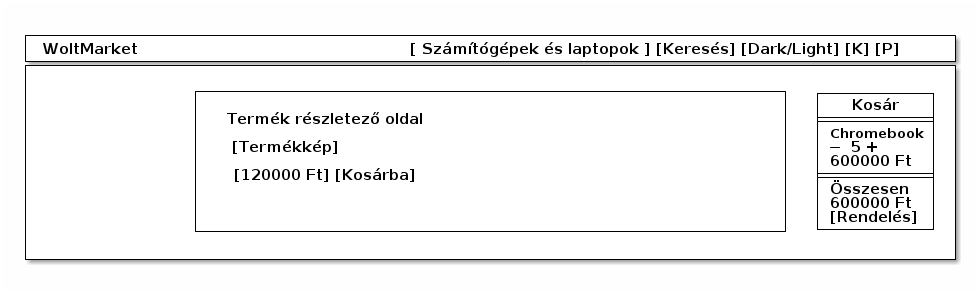 WoltMarket [ Számítógépek és laptopok ] [Keresés] [Dark/Light] [K] [P]
Termék részletező oldal
[Termékkép]
[120000 Ft] [Kosárba]
Kosár
Chromebook
− 5 +
600000 Ft
Összesen
600000 Ft
[Rendelés]